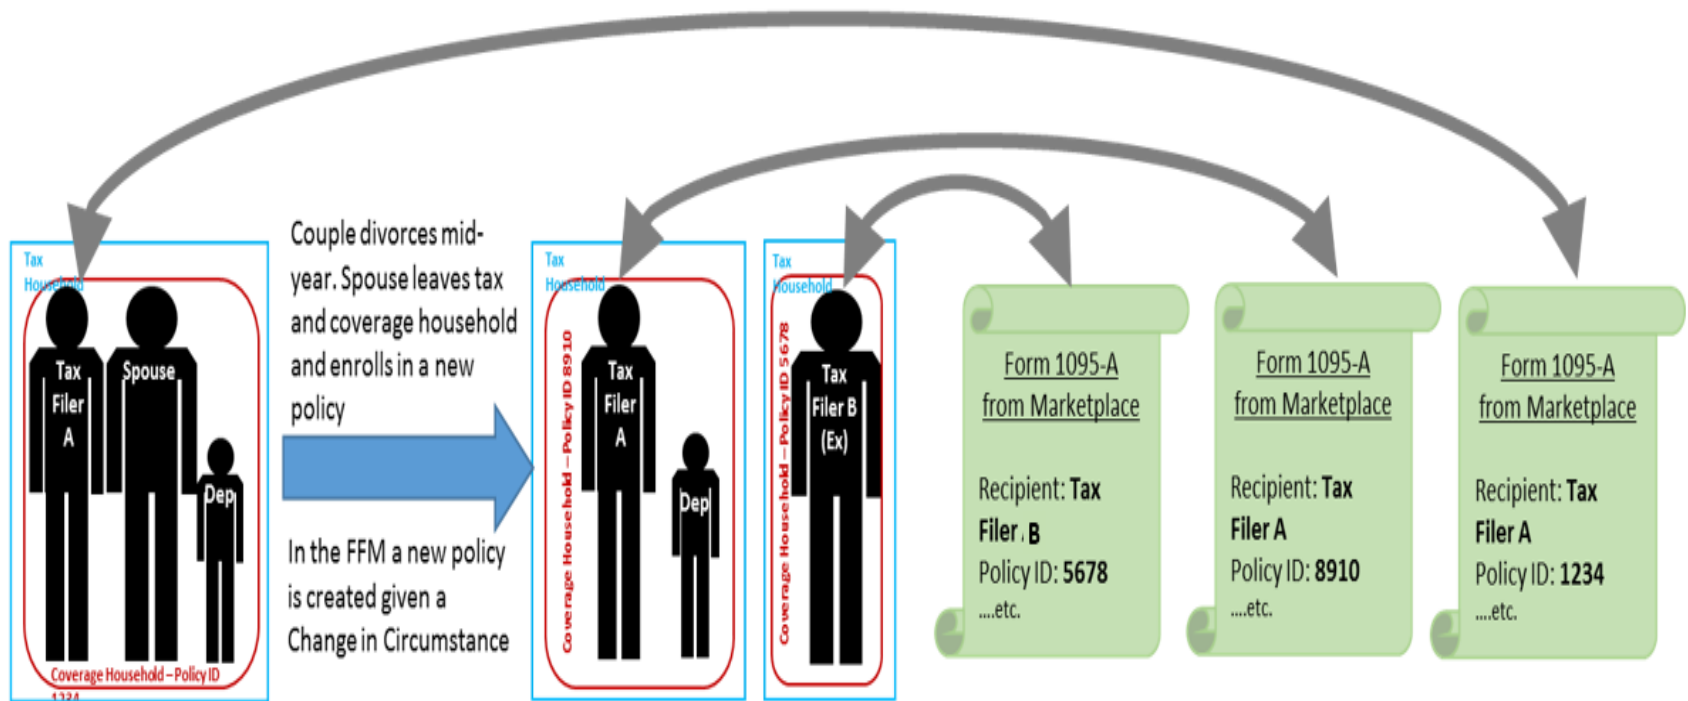 Tax
Household
Tax
Filer
A
Spouse
Dep
Coverage Household – Policy ID
1234
Couple divorces mid-
year. Spouse leaves tax
and coverage household
and enrolls in a new
policy
In the FFM a new policy
is created given a
Change in Circumstance
Tax
Household
Coverage Household – Policy ID 8910
Tax
Filer
A
Dep
Tax
Household
Coverage Household – Policy ID 5678
Tax
Filer B
(Ex)
Form 1095-A
from Marketplace
Recipient: Tax
Filer B
Policy ID: 5678
....etc.
Form 1095-A
from Marketplace
Recipient: Tax
Filer A
Policy ID: 8910
....etc.
Form 1095-A
from Marketplace
Recipient: Tax
Filer A
Policy ID: 1234
....etc.